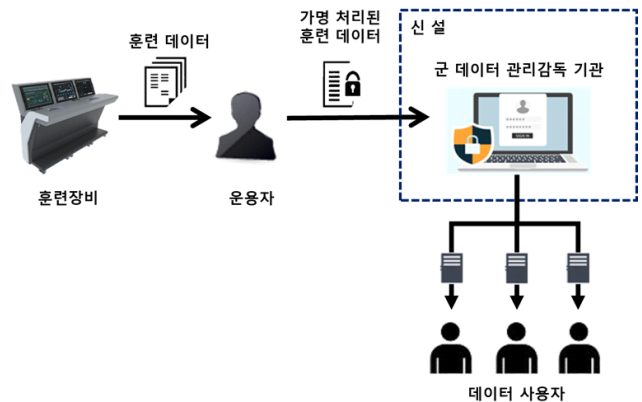 훈련 데이터
가명 처리된
훈련 데이터
신 설
군 데이터 관리감독 기관
SIGN IN
훈련장비
운용자
데이터 사용자